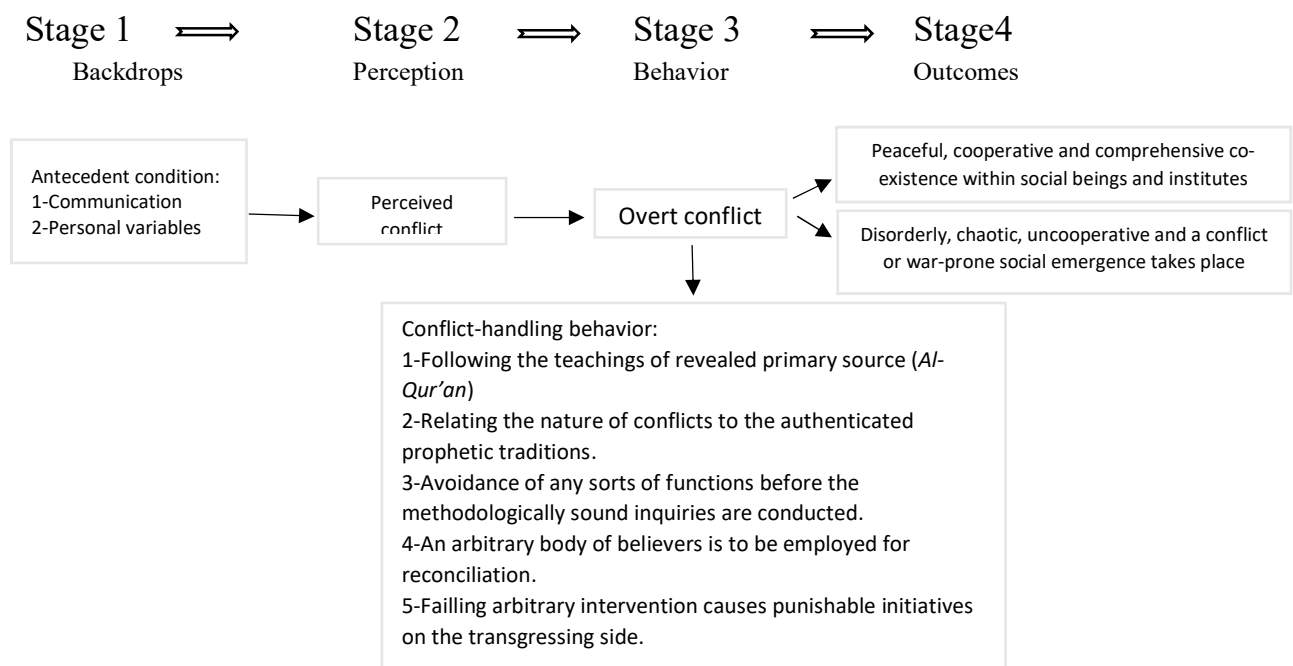 Stage 1
Stage 2
Stage 3
Stage4
Backdrops
Perception
Behavior
Outcomes
Antecedent condition:
1-Communication
2-Personal variables
Perceived
conflict
Overt conflict
Peaceful, cooperative and comprehensive co-
existence within social beings and institutes
Disorderly, chaotic, uncooperative and a conflict
or war-prone social emergence takes place
Conflict-handling behavior:
1-Following the teachings of revealed primary source (Al-
Qur’an)
2-Relating the nature of conflicts to the authenticated
prophetic traditions.
3-Avoidance of any sorts of functions before the
methodologically sound inquiries are conducted.
4-An arbitrary body of believers is to be employed for
reconciliation.
5-Failling arbitrary intervention causes punishable initiatives
on the transgressing side.